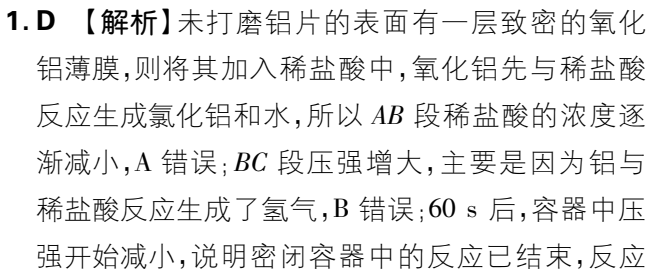 1. D 【解析】未打磨铝片的表面有一层致密的氧化
铝薄膜,则将其加入稀盐酸中,氧化铝先与稀盐酸
反应生成氯化铝和水,所以 AB 段稀盐酸的浓度逐
渐减小,A 错误;BC 段压强增大,主要是因为铝与
稀盐酸反应生成了氢气,B 错误;60 s 后,容器中压
强开始减小,说明密闭容器中的反应已结束,反应